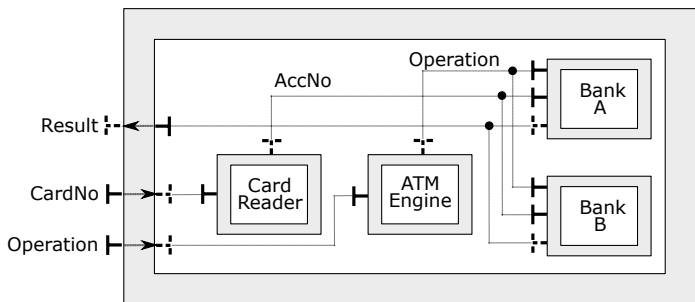 Operation
AccNo
Bank
A
Result
CardNo
Card
Reader
ATM
Engine
Bank
B
Operation